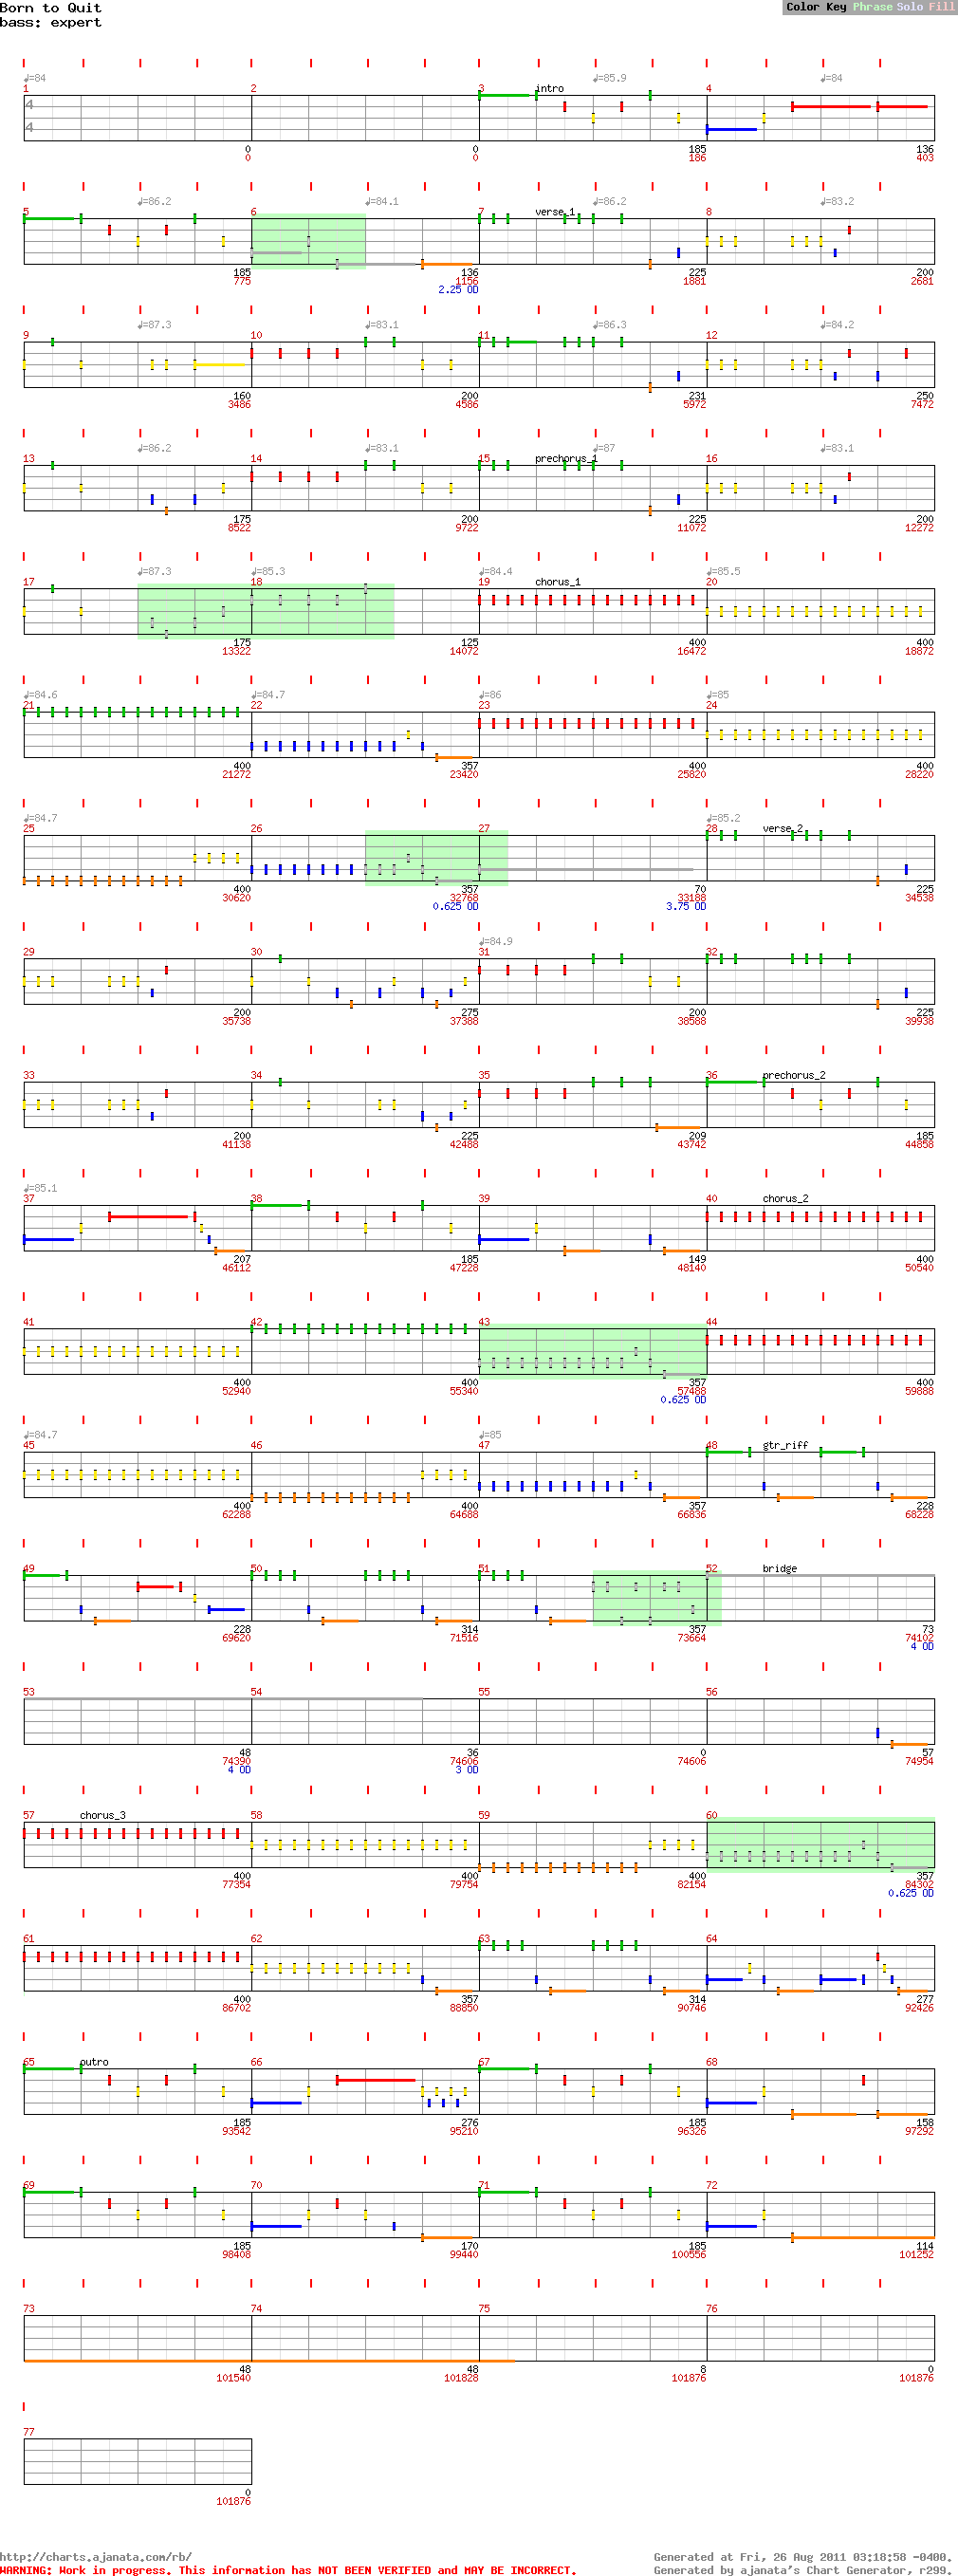 Born to Quit
Color Key Phrase Solo Fill
bass: expert
♩=84 ♩=85.9 ♩=84
1 2 3 intro 4
4
4
0 0 185 136
0 0 186 403
♩=86.2 ♩=84.1 ♩=86.2 ♩=83.2
5 6 7 verse_1 8
185 136 225 200
775 1156 1881 2681
2.25 OD
♩=87.3 ♩=83.1 ♩=86.3 ♩=84.2
9 10 11 12
160 200 231 250
3486 4586 5972 7472
♩=86.2 ♩=83.1 ♩=87 ♩=83.1
13 14 15 prechorus_1 16
175 200 225 200
8522 9722 11072 12272
♩=87.3 ♩=85.3 ♩=84.4 ♩=85.5
17 18 19 chorus_1 20
175 125 400 400
13322 14072 16472 18872
♩=84.6 ♩=84.7 ♩=86 ♩=85
21 22 23 24
400 357 400 400
21272 23420 25820 28220
♩=84.7 ♩=85.2
25 26 27 28 verse_2
400 357 70 225
30620 32768 33188 34538
0.625 OD 3.75 OD
♩=84.9
29 30 31 32
200 275 200 225
35738 37388 38588 39938
33 34 35 36 prechorus_2
200 225 209 185
41138 42488 43742 44858
♩=85.1
37 38 39 40 chorus_2
207 185 149 400
46112 47228 48140 50540
41 42 43 44
400 400 357 400
52940 55340 57488 59888
0.625 OD
♩=84.7 ♩=85
45 46 47 48 gtr_riff
400 400 357 228
62288 64688 66836 68228
49 50 51 52 bridge
228 314 357 73
69620 71516 73664 74102
4 OD
53 54 55 56
48 36 0 57
74390 74606 74606 74954
4 OD 3 OD
57 chorus_3 58 59 60
400 400 400 357
77354 79754 82154 84302
0.625 OD
61 62 63 64
400 357 314 277
86702 88850 90746 92426
65 outro 66 67 68
185 276 185 158
93542 95210 96326 97292
69 70 71 72
185 170 185 114
98408 99440 100556 101252
73 74 75 76
48 48 8 0
101540 101828 101876 101876
77
0
101876
http://charts.ajanata.com/rb/
Generated at Fri, 26 Aug 2011 03:18:58 -0400.
WARNING: Work in progress. This information has NOT BEEN VERIFIED and MAY BE INCORRECT.
Generated by ajanata's Chart Generator, r299.